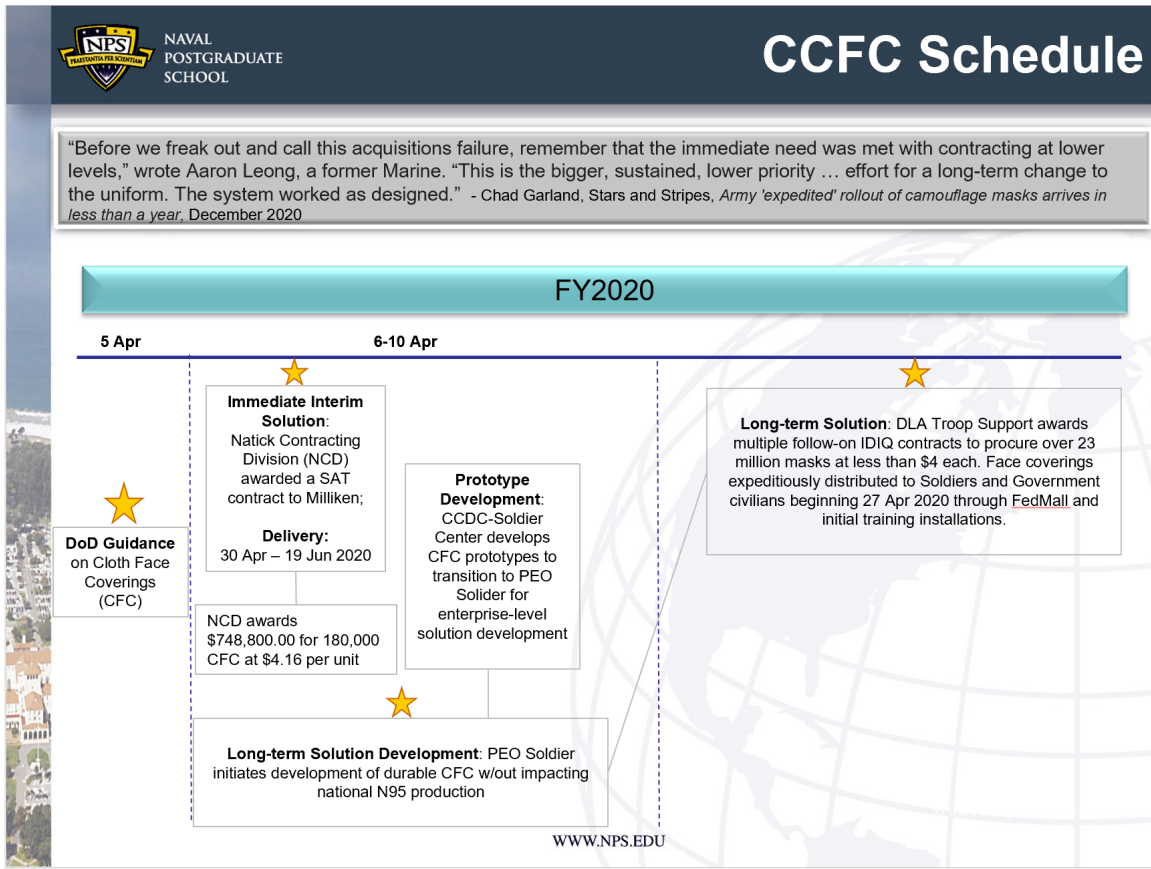 NPS
PRAESTANTIA PER SCIENTIAM
NAVAL
POSTGRADUATE
SCHOOL
CCFC Schedule
“Before we freak out and call this acquisitions failure, remember that the immediate need was met with contracting at lower
levels,” wrote Aaron Leong, a former Marine. “This is the bigger, sustained, lower priority … effort for a long-term change to
the uniform. The system worked as designed.” - Chad Garland, Stars and Stripes, Army 'expedited' rollout of camouflage masks arrives in
less than a year, December 2020
FY2020
5 Apr
6-10 Apr
DoD Guidance
on Cloth Face
Coverings
(CFC)
Immediate Interim
Solution:
Natick Contracting
Division (NCD)
awarded a SAT
contract to Milliken;
Delivery:
30 Apr – 19 Jun 2020
NCD awards
$748,800.00 for 180,000
CFC at $4.16 per unit
Prototype
Development:
CCDC-Soldier
Center develops
CFC prototypes to
transition to PEO
Solider for
enterprise-level
solution development
Long-term Solution Development: PEO Soldier
initiates development of durable CFC w/out impacting
national N95 production
Long-term Solution: DLA Troop Support awards
multiple follow-on IDIQ contracts to procure over 23
million masks at less than $4 each. Face coverings
expeditiously distributed to Soldiers and Government
civilians beginning 27 Apr 2020 through FedMall and
initial training installations.
WWW.NPS.EDU